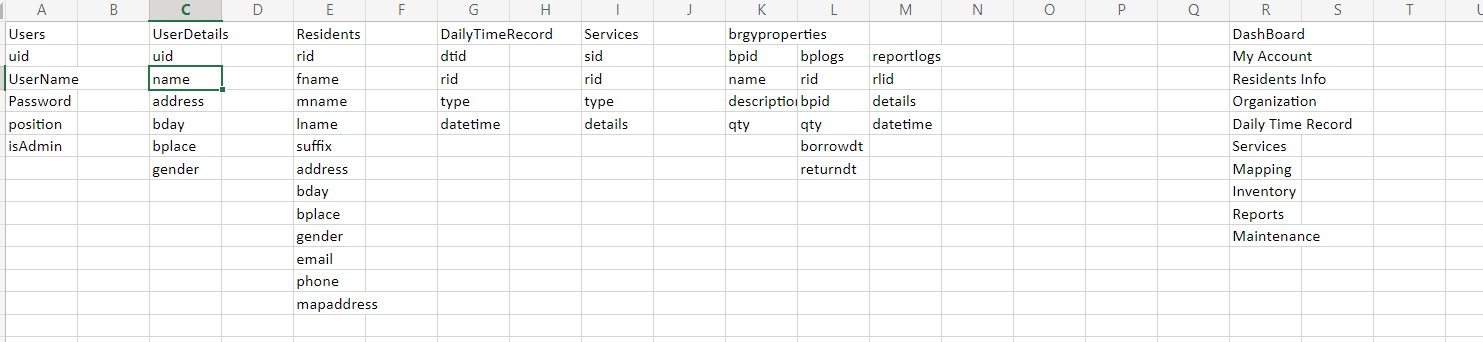 A B C D E F G H I J K L M N O P Q R S T U
Users UserDetails Residents DailyTimeRecord Services brgyproperties DashBoard
uid uid rid dtid sid bpid bplogs reportlogs My Account
UserName name fname rid rid name rid rlid Residents Info
Password address mname type type descriptio bpid details Organization
position bday lname datetime details qty qty datetime Daily Time Record
isAdmin bplace suffix borrowdt Services
gender address returndt Mapping
bday Inventory
bplace Reports
gender Maintenance
email
phone
mapaddress